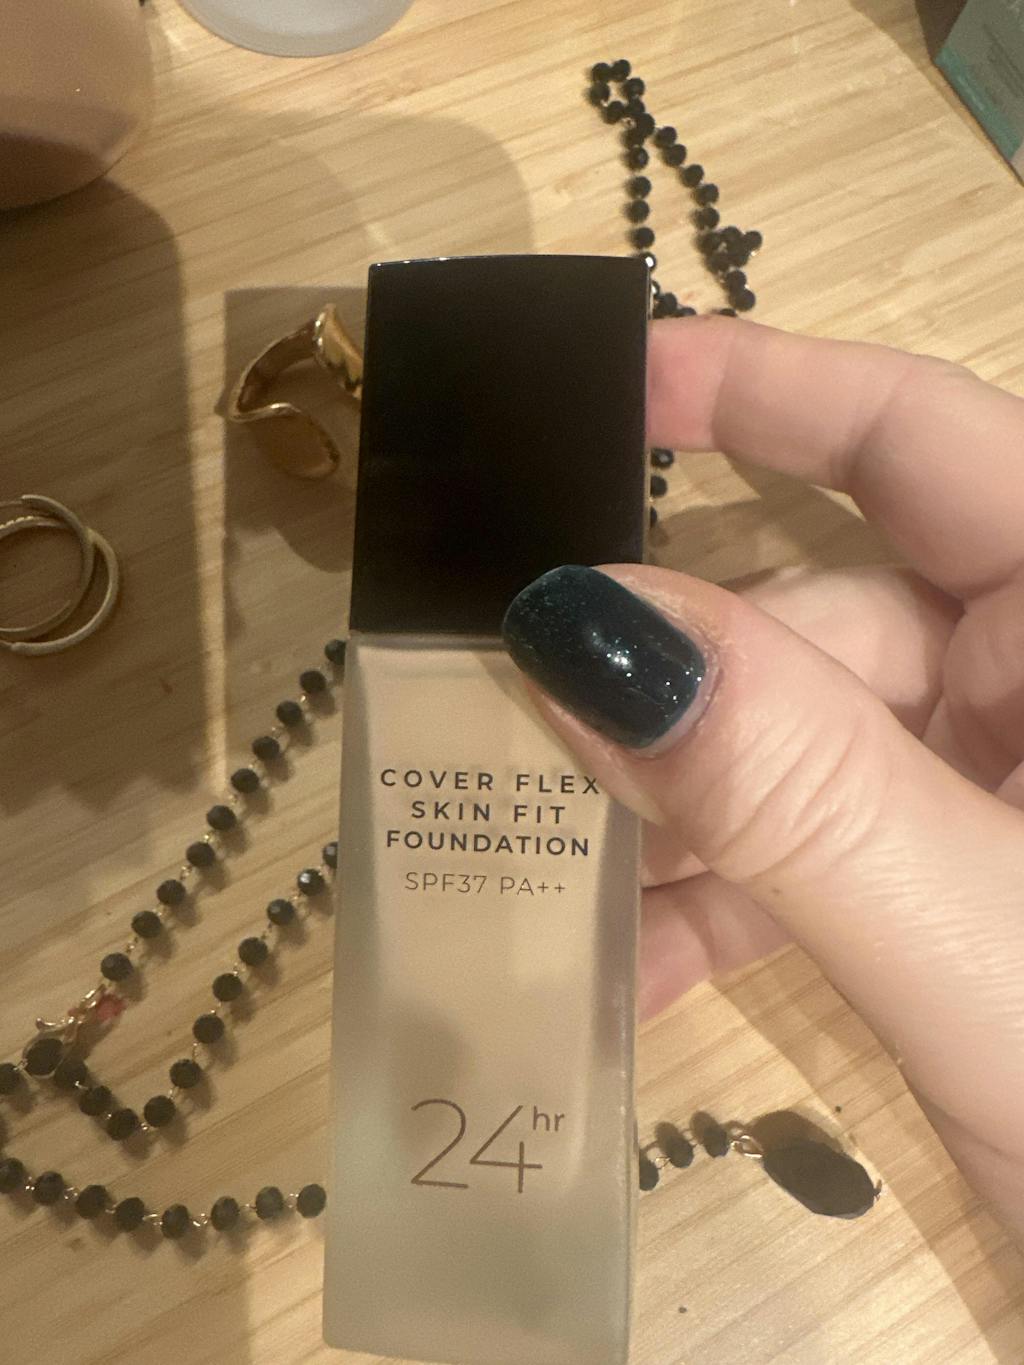 COVER FLEX
SKIN FIT
FOUNDATION
SPF37 PA++
24hr